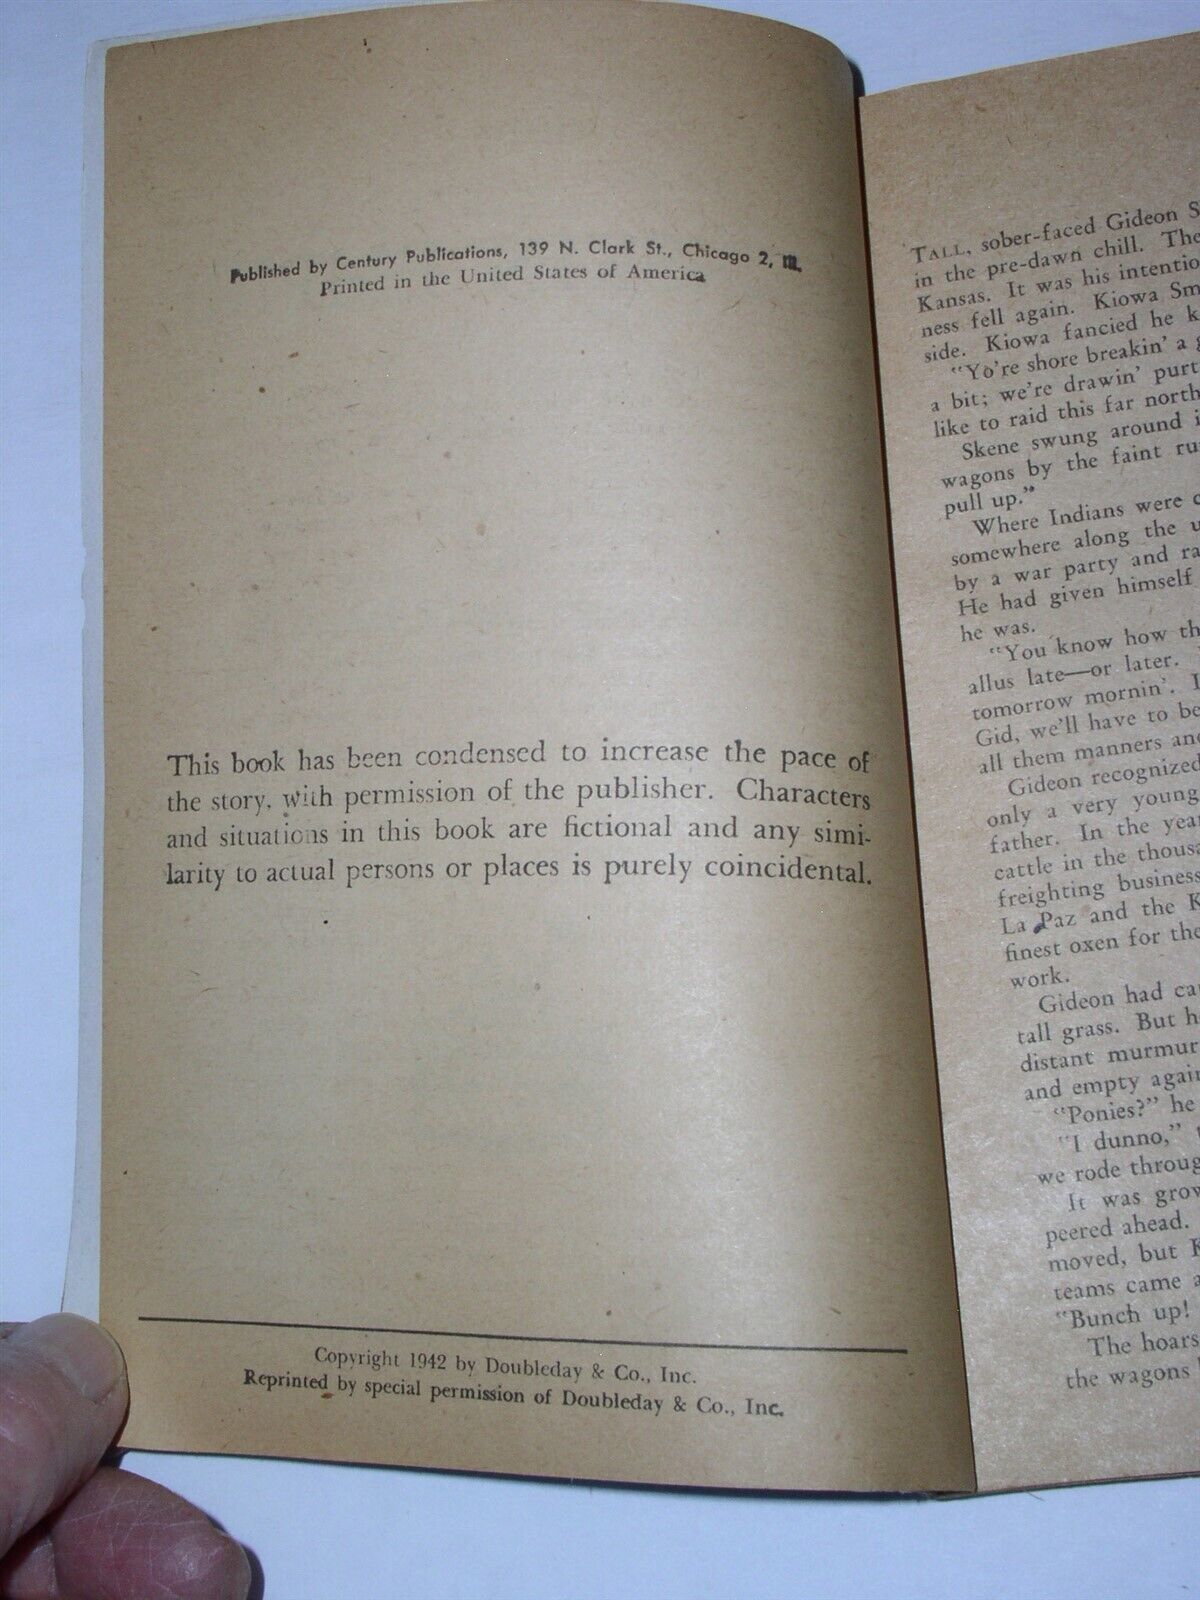 Published by Century Publications, 139 N. Clark St., Chicago 2, Ill.
Printed in the United States of America
This book has been condensed to increase the pace of
the story, with permission of the publisher. Characters
and situations in this book are fictional and any simi-
larity to actual persons or places is purely coincidental.
Copyright 1942 by Doubleday & Co., Inc.
Reprinted by special permission of Doubleday & Co., Inc.
TALL, sober-faced Gideon S
in the pre-dawn chill. The
Kansas. It was his intentio
ness fell again. Kiowa Sm
side. Kiowa fancied he k
"Yo're shore breakin' a g
a bit; we're drawin' purt
like to raid this far north
Skene swung around i
wagons by the faint ru
pull up."
Where Indians were c
somewhere along the u
by a war party and ra
He had given himself
he was.
"You know how th
allus late—or later.
tomorrow mornin'. I
Gid, we'll have to be
all them manners and
Gideon recognized
only a very young
father. In the year
cattle in the thousa
freighting business
La Paz and the K
finest oxen for the
work.
Gideon had ca
tall grass. But h
distant murmur
and empty again
"Ponies?" he
"I dunno," t
we rode throug
It was grow
peered ahead.
moved, but K
teams came a
"Bunch up!
The hoars
the wagons